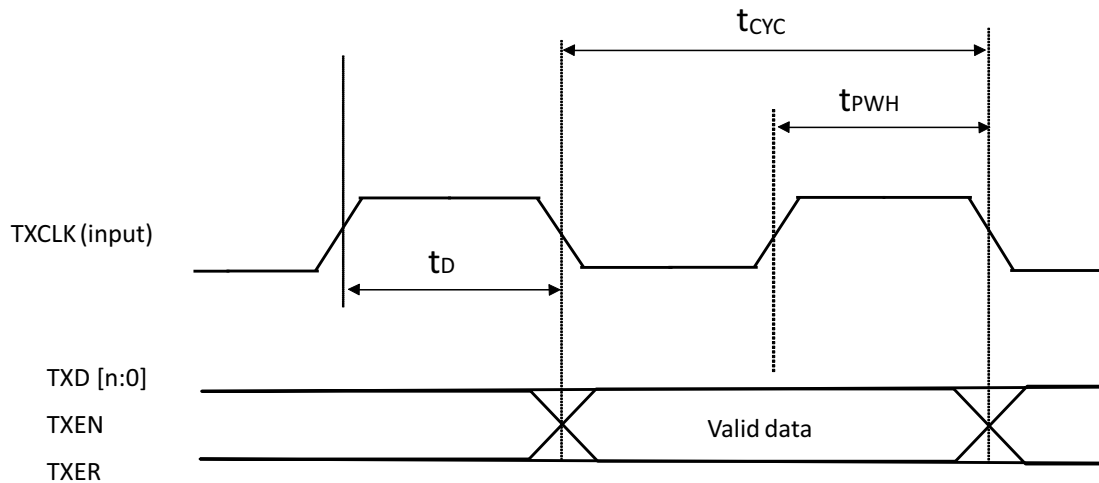 tCYC
tPWH
TXCLK (input)
tD
TXD [n:0]
TXEN
Valid data
TXER